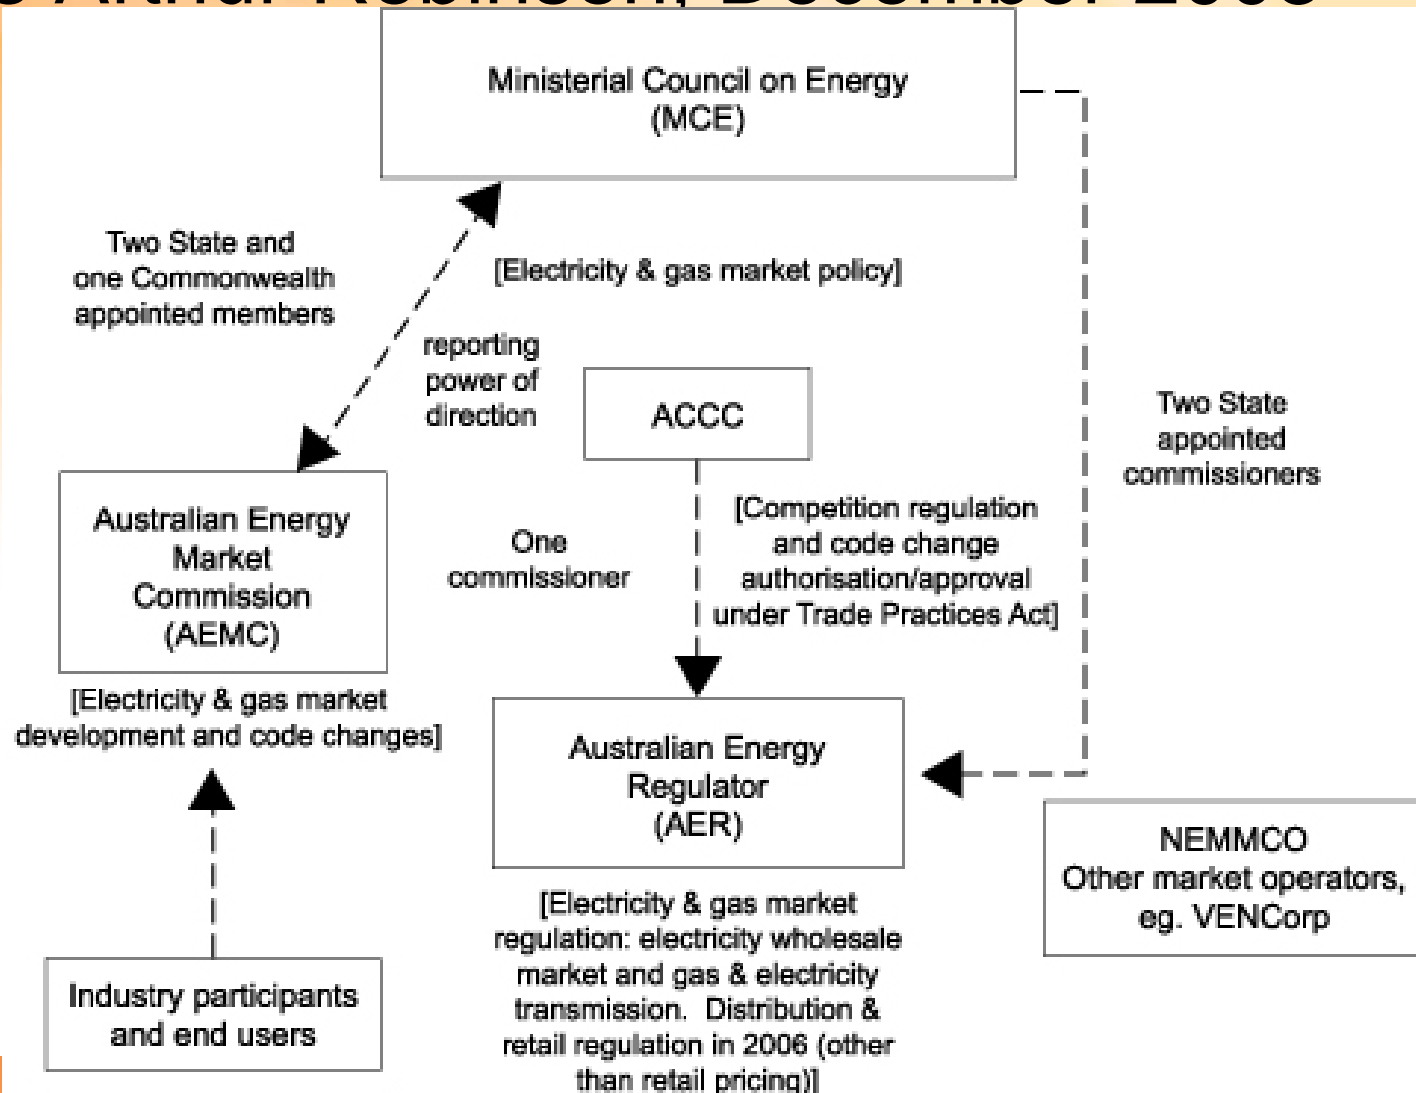 Arthur Robinson, December 2003
Ministerial Council on Energy
(MCE)
Two State and
one Commonwealth
appointed members
[Electricity & gas market policy]
reporting
power of
direction
ACCC
Two State
appointed
commissioners
Australian Energy
Market
Commission
(AEMC)
One
commissioner
[Competition regulation
and code change
authorisation/approval
under Trade Practices Act]
[Electricity & gas market
development and code changes]
Australian Energy
Regulator
(AER)
NEMMCO
Other market operators,
eg. VENCorp
[Electricity & gas market
regulation: electricity wholesale
market and gas & electricity
transmission. Distribution &
retail regulation in 2006 (other
than retail pricing)]
Industry participants
and end users